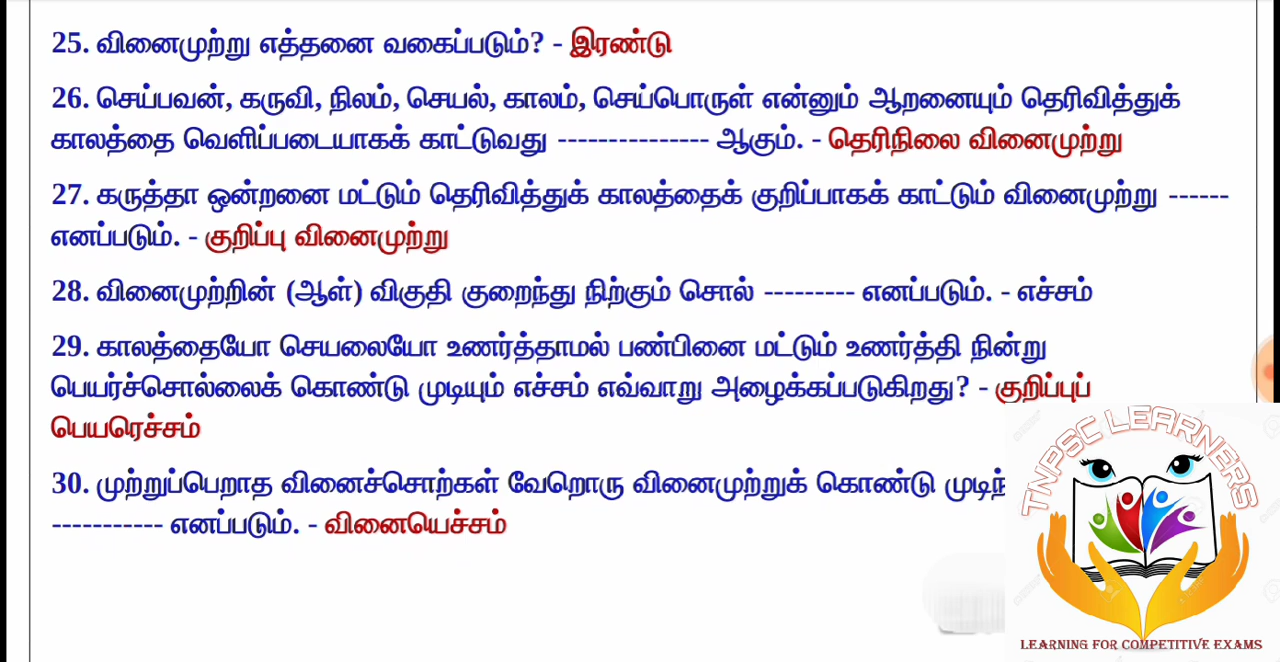 25. வினைமுற்று எத்தனை வகைப்படும்? - இரண்டு
26. செய்பவன், கருவி, நிலம், செயல், காலம், செய்பொருள் என்னும் ஆறனையும் தெரிவித்துக்
காலத்தை வெளிப்படையாகக் காட்டுவது --------------- ஆகும். - தெரிநிலை வினைமுற்று
27. கருத்தா ஒன்றனை மட்டும் தெரிவித்துக் காலத்தைக் குறிப்பாகக் காட்டும் வினைமுற்று ------
எனப்படும். - குறிப்பு வினைமுற்று
28. வினைமுற்றின் (ஆள்) விகுதி குறைந்து நிற்கும் சொல் --------- எனப்படும். - எச்சம்
29. காலத்தையோ செயலையோ உணர்த்தாமல் பண்பினை மட்டும் உணர்த்தி நின்று
பெயர்ச்சொல்லைக் கொண்டு முடியும் எச்சம் எவ்வாறு அழைக்கப்படுகிறது? - குறிப்புப்
பெயரெச்சம்
30. முற்றுப்பெறாத வினைச்சொற்கள் வேறொரு வினைமுற்றுக் கொண்டு
----------- எனப்படும். - வினையெச்சம்
TNPSC LEARNERS
LEARNING FOR COMPETITIVE EXAMS